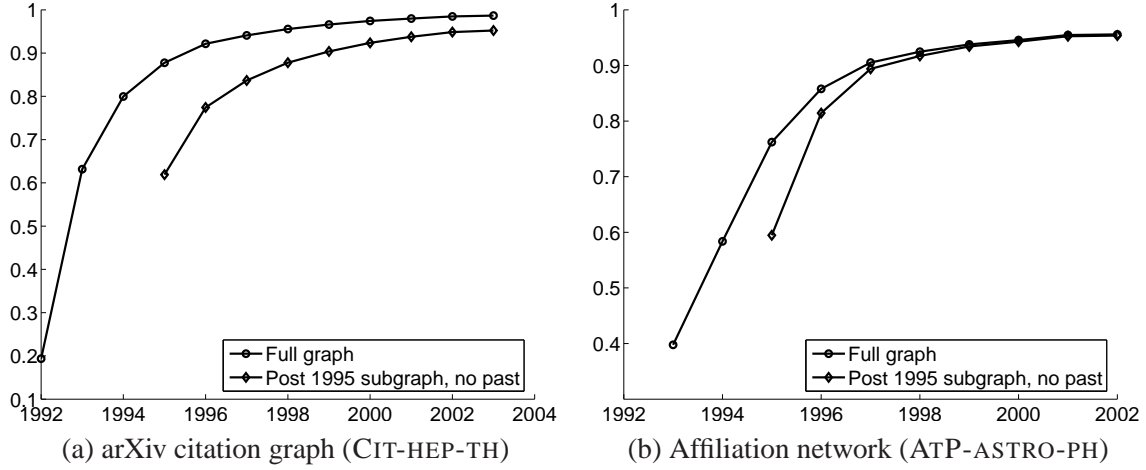 1
0.9
0.8
0.7
0.6
0.5
0.4
0.3
0.2
0.1
1992 1994 1996 1998 2000 2002 2004
Full graph
Post 1995 subgraph, no past
(a) arXiv citation graph (CIT-HEP-TH)
1
0.9
0.8
0.7
0.6
0.5
0.4
1992 1994 1996 1998 2000 2002
Full graph
Post 1995 subgraph, no past
(b) Affiliation network (ATP-ASTRO-PH)